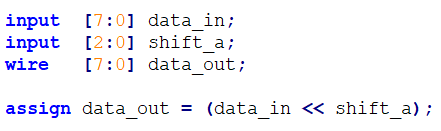 input  [7:0] data_in;
input  [2:0] shift_a;
wire   [7:0] data_out;
assign data_out = (data_in << shift_a);